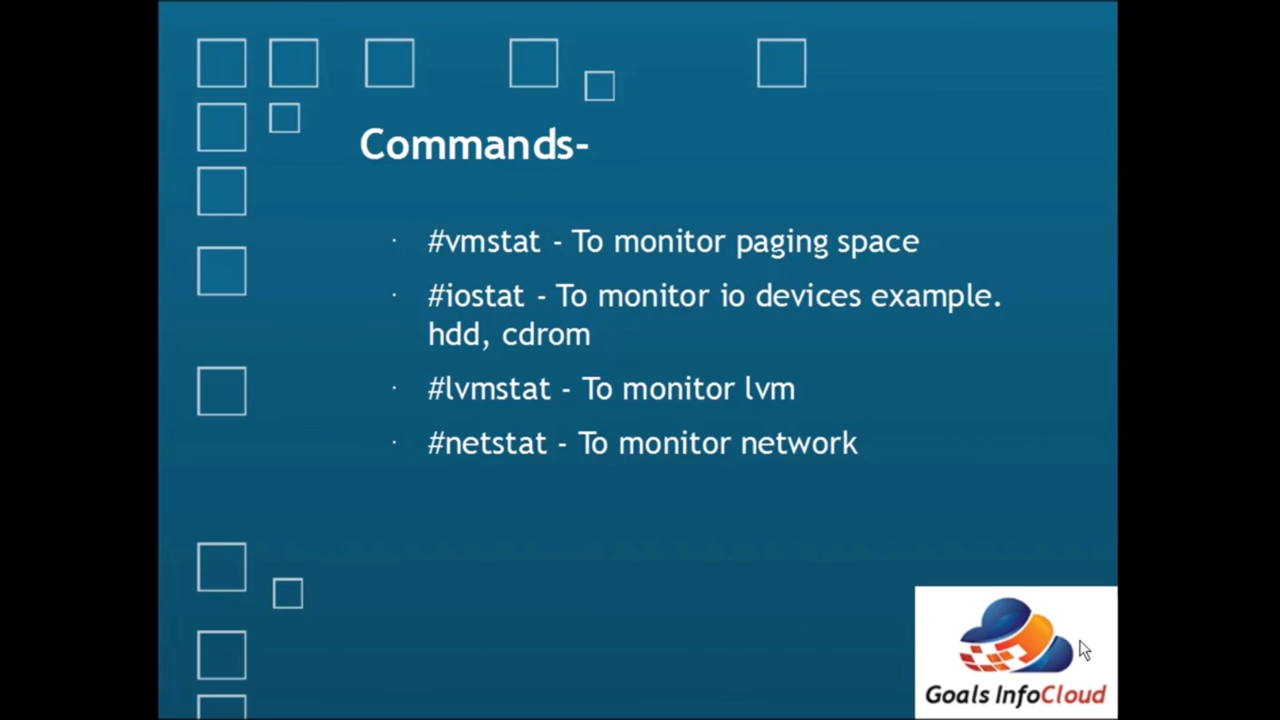 Commands-
· #vmstat - To monitor paging space
· #iostat - To monitor io devices example.
hdd, cdrom
· #lvmstat - To monitor lvm
· #netstat - To monitor network
Goals InfoCloud